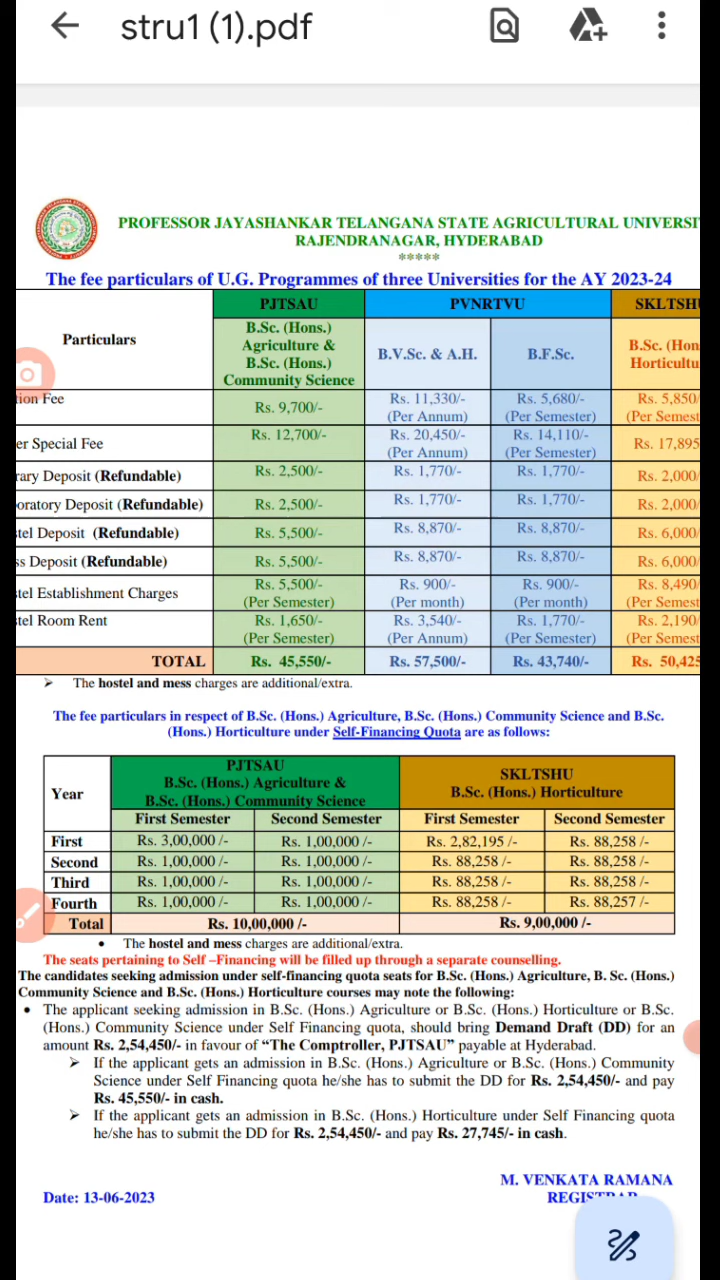 stru1 (1).pdf
PROFESSOR JAYASHANKAR TELANGANA STATE AGRICULTURAL UNIVERSI
RAJENDRANAGAR, HYDERABAD
*****
The fee particulars of U.G. Programmes of three Universities for the AY 2023-24
Particulars PJTSAU PVNRTVU SKLTSHU
B.Sc. (Hons.) Agriculture & B.Sc. (Hons.) Community Science B.V.Sc. & A.H. B.F.Sc. B.Sc. (Hon Horticultu
tion Fee Rs. 9,700/- Rs. 11,330/- (Per Annum) Rs. 5,680/- (Per Semester) Rs. 5,850/ (Per Semest
er Special Fee Rs. 12,700/- Rs. 20,450/- (Per Annum) Rs. 14,110/- (Per Semester) Rs. 17,895
rary Deposit (Refundable) Rs. 2,500/- Rs. 1,770/- Rs. 1,770/- Rs. 2,000/
oratory Deposit (Refundable) Rs. 2,500/- Rs. 1,770/- Rs. 1,770/- Rs. 2,000/
tel Deposit (Refundable) Rs. 5,500/- Rs. 8,870/- Rs. 8,870/- Rs. 6,000/
ss Deposit (Refundable) Rs. 5,500/- Rs. 8,870/- Rs. 8,870/- Rs. 6,000/
tel Establishment Charges Rs. 5,500/- (Per Semester) Rs. 900/- (Per month) Rs. 900/- (Per month) Rs. 8,490/ (Per Semest
tel Room Rent Rs. 1,650/- (Per Semester) Rs. 3,540/- (Per Annum) Rs. 1,770/- (Per Semester) Rs. 2,190/ (Per Semest
TOTAL Rs. 45,550/- Rs. 57,500/- Rs. 43,740/- Rs. 50,425
➢ The hostel and mess charges are additional/extra.
The fee particulars in respect of B.Sc. (Hons.) Agriculture, B.Sc. (Hons.) Community Science and B.Sc.
(Hons.) Horticulture under Self-Financing Quota are as follows:
Year PJTSAU B.Sc. (Hons.) Agriculture & B.Sc. (Hons.) Community Science SKLTSHU B.Sc. (Hons.) Horticulture
First Semester Second Semester First Semester Second Semester
First Rs. 3,00,000 /- Rs. 1,00,000 /- Rs. 2,82,195 /- Rs. 88,258 /-
Second Rs. 1,00,000 /- Rs. 1,00,000 /- Rs. 88,258 /- Rs. 88,258 /-
Third Rs. 1,00,000 /- Rs. 1,00,000 /- Rs. 88,258 /- Rs. 88,258 /-
Fourth Rs. 1,00,000 /- Rs. 1,00,000 /- Rs. 88,258 /- Rs. 88,257 /-
Total Rs. 10,00,000 /- Rs. 9,00,000 /-
• The hostel and mess charges are additional/extra.
The seats pertaining to Self –Financing will be filled up through a separate counselling.
The candidates seeking admission under self-financing quota seats for B.Sc. (Hons.) Agriculture, B. Sc. (Hons.)
Community Science and B.Sc. (Hons.) Horticulture courses may note the following:
• The applicant seeking admission in B.Sc. (Hons.) Agriculture or B.Sc. (Hons.) Horticulture or B.Sc.
(Hons.) Community Science under Self Financing quota, should bring Demand Draft (DD) for an
amount Rs. 2,54,450/- in favour of “The Comptroller, PJTSAU” payable at Hyderabad.
➢ If the applicant gets an admission in B.Sc. (Hons.) Agriculture or B.Sc. (Hons.) Community
Science under Self Financing quota he/she has to submit the DD for Rs. 2,54,450/- and pay
Rs. 45,550/- in cash.
➢ If the applicant gets an admission in B.Sc. (Hons.) Horticulture under Self Financing quota
he/she has to submit the DD for Rs. 2,54,450/- and pay Rs. 27,745/- in cash.
M. VENKATA RAMANA
Date: 13-06-2023 REGISTRAR